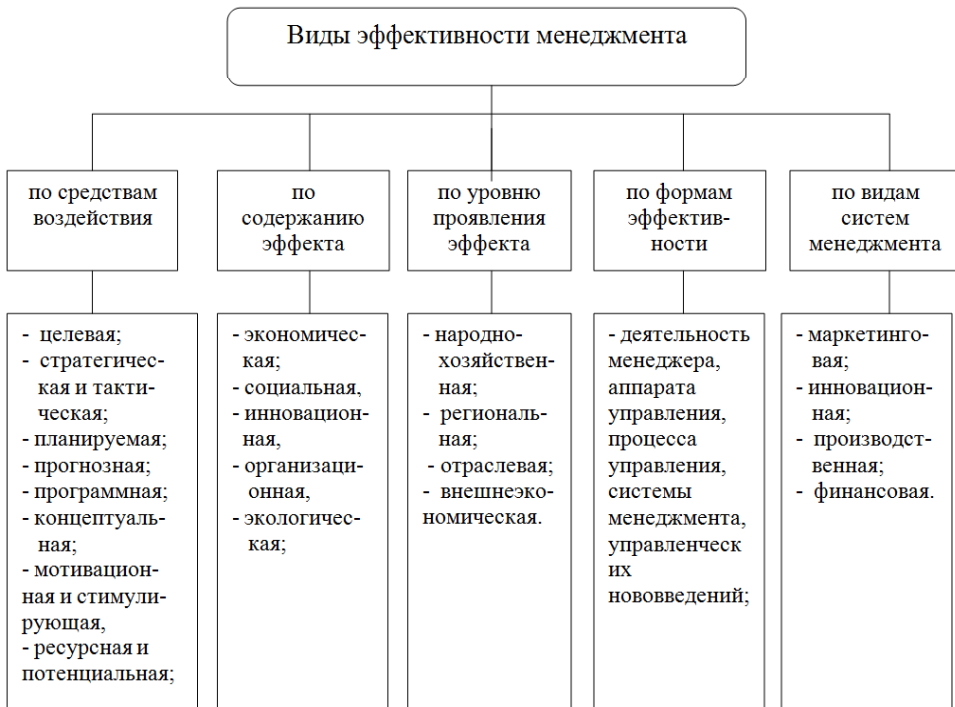 Виды эффективности менеджмента
по средствам
воздействия
по
содержанию
эффекта
по уровню
проявления
эффекта
по формам
эффектив-
ности
по видам
систем
менеджмента
- целевая;
- стратегичес-
кая и такти-
ческая;
- планируемая;
- прогнозная;
- программная;
- концептуаль-
ная;
- мотивацион-
ная и стимули-
рующая,
- ресурсная и
потенциальная;
- экономичес-
кая;
- социальная,
- инновацион-
ная,
- организаци-
онная,
- экологичес-
кая;
- народно-
хозяйствен-
ная;
- региональ-
ная;
- отраслевая;
- внешнеэко-
номическая.
- деятельность
менеджера,
аппарата
управления,
процесса
управления,
системы
менеджмента,
управленческ
их
нововведений;
- маркетинго-
вая;
- инновацион-
ная;
- производст-
венная;
- финансовая.